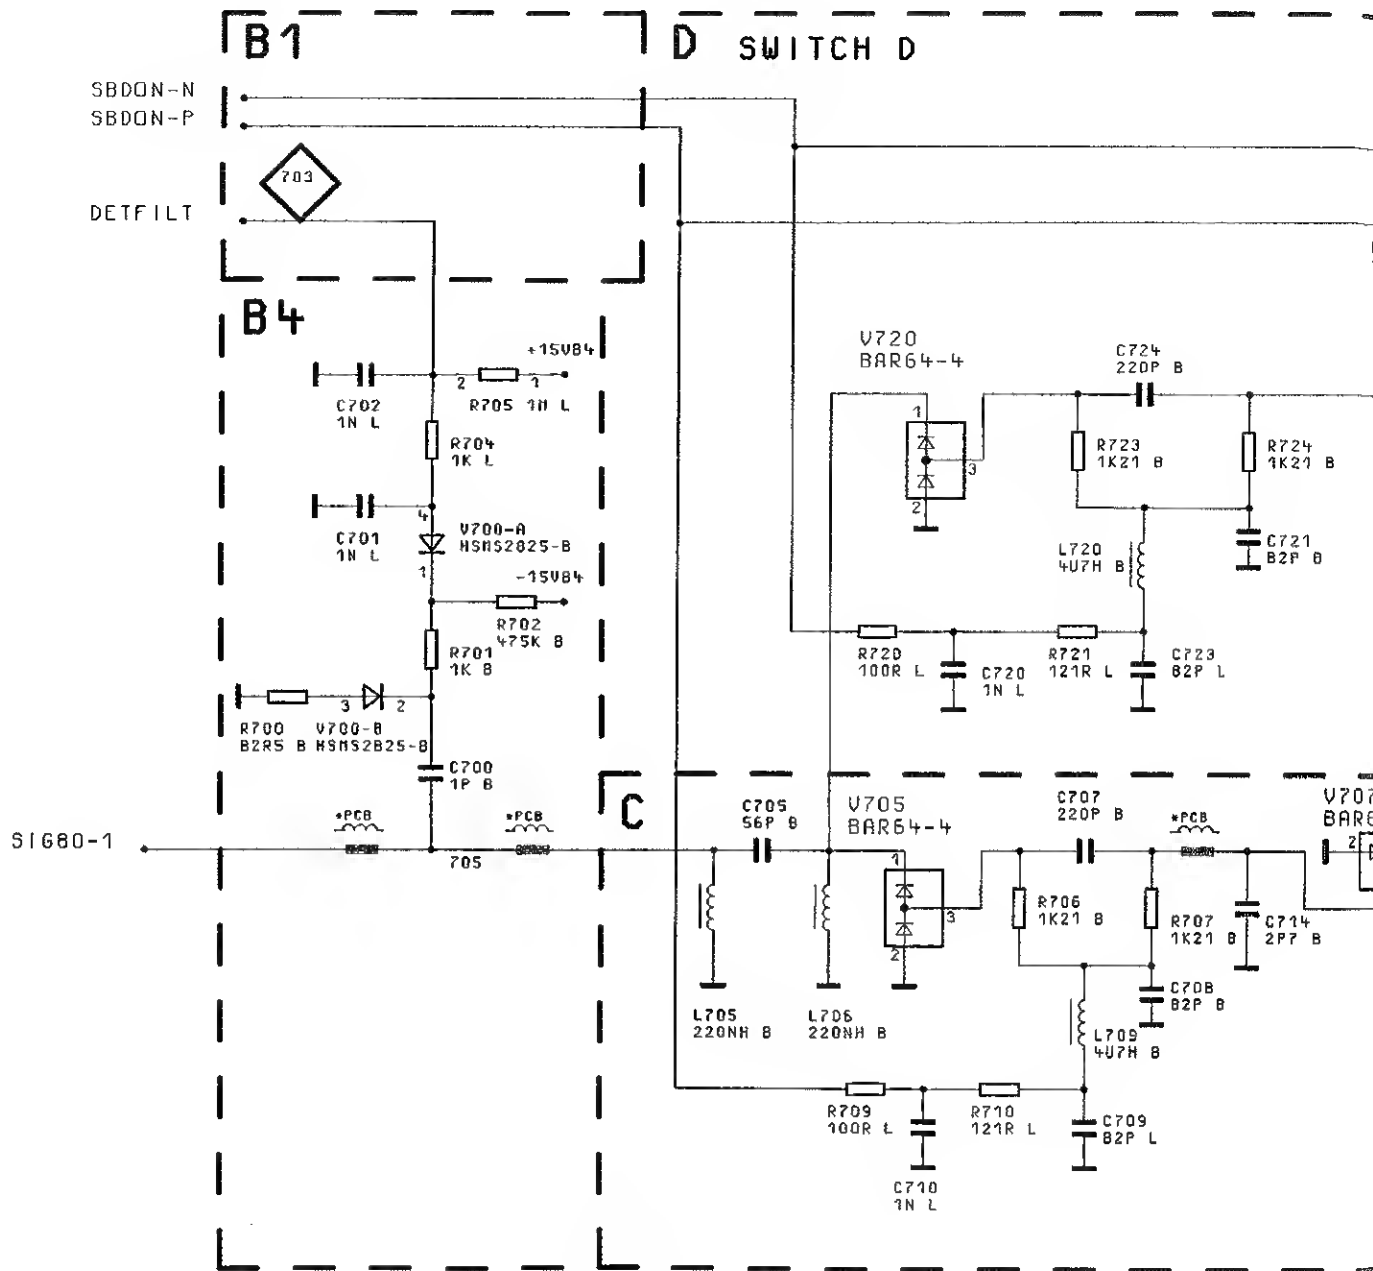 B1
D SWITCH D
SBDON-N
SBDON-P
703
DETFILT
B4
+15VB4
2 1
C702
1N L
R705 1M L
R704
1K L
4
C701
1N L
V700-A
HSMS2825-B
1
-15VB4
R702
475K B
R701
1K B
3 2
R700
82R5 B
V700-B
HSMS2825-B
C700
1P B
*PCB
*PCB
SIG80-1
705
V720
BAR64-4
1
3
2
C724
220P B
R723
1K21 B
R724
1K21 B
L720
4U7H B
C721
82P B
R720
100R L
C720
1N L
R721
121R L
C723
82P L
C
C705
56P B
V705
BAR64-4
1
3
2
C707
220P B
*PCB
V707
2
R706
1K21 B
R707
1K21 B
C714
2P7 B
C708
82P B
L705
220NH B
L706
220NH B
L709
4U7H B
R709
100R L
R710
121R L
C709
82P L
C710
1N L